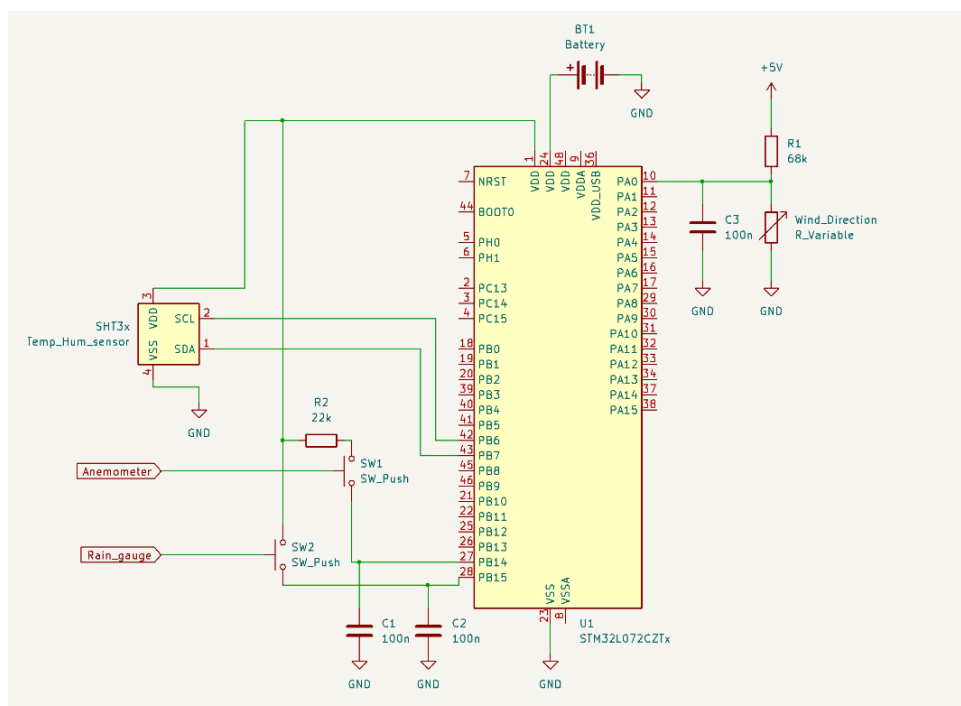 BT1
Battery
+
GND
+5V
R1
68k
1
VDD
24
VDD
48
VDD
9
VDDA
36
VDD_USB
7
NRST
44
BOOT0
5
PH0
6
PH1
2
PC13
3
PC14
4
PC15
18
PB0
19
PB1
20
PB2
39
PB3
40
PB4
41
PB5
42
PB6
43
PB7
45
PB8
46
PB9
21
PB10
22
PB11
25
PB12
26
PB13
27
PB14
28
PB15
PA0
10
PA1
11
PA2
12
PA3
13
PA4
14
PA5
15
PA6
16
PA7
17
PA8
29
PA9
30
PA10
31
PA11
32
PA12
33
PA13
34
PA14
37
PA15
38
C3
100n
Wind_Direction
R_Variable
GND
GND
3
VDD
SCL
2
SHT3x
Temp_Hum_sensor
VSS
SDA
1
4
GND
R2
22k
Anemometer
SW1
SW_Push
Rain_gauge
SW2
SW_Push
VSS
23
VSSA
8
U1
STM32L072CZTx
C1
100n
C2
100n
GND
GND
GND